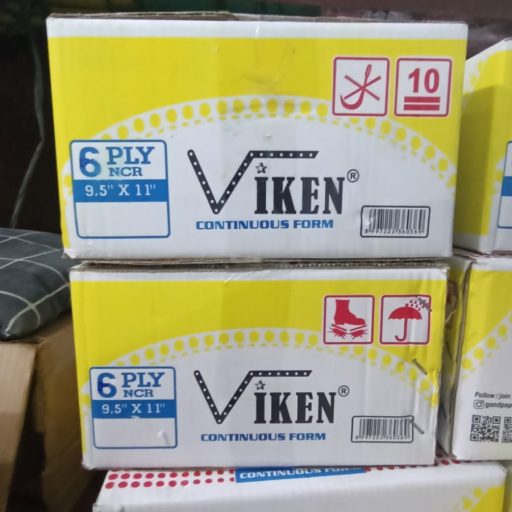 10
6 PLY
NCR
9.5" X 11"
VIKEN®
CONTINUOUS FORM
6 PLY
NCR
9.5" X 11"
VIKEN®
CONTINUOUS FORM
Follow / join
CONTINUOUS FORM